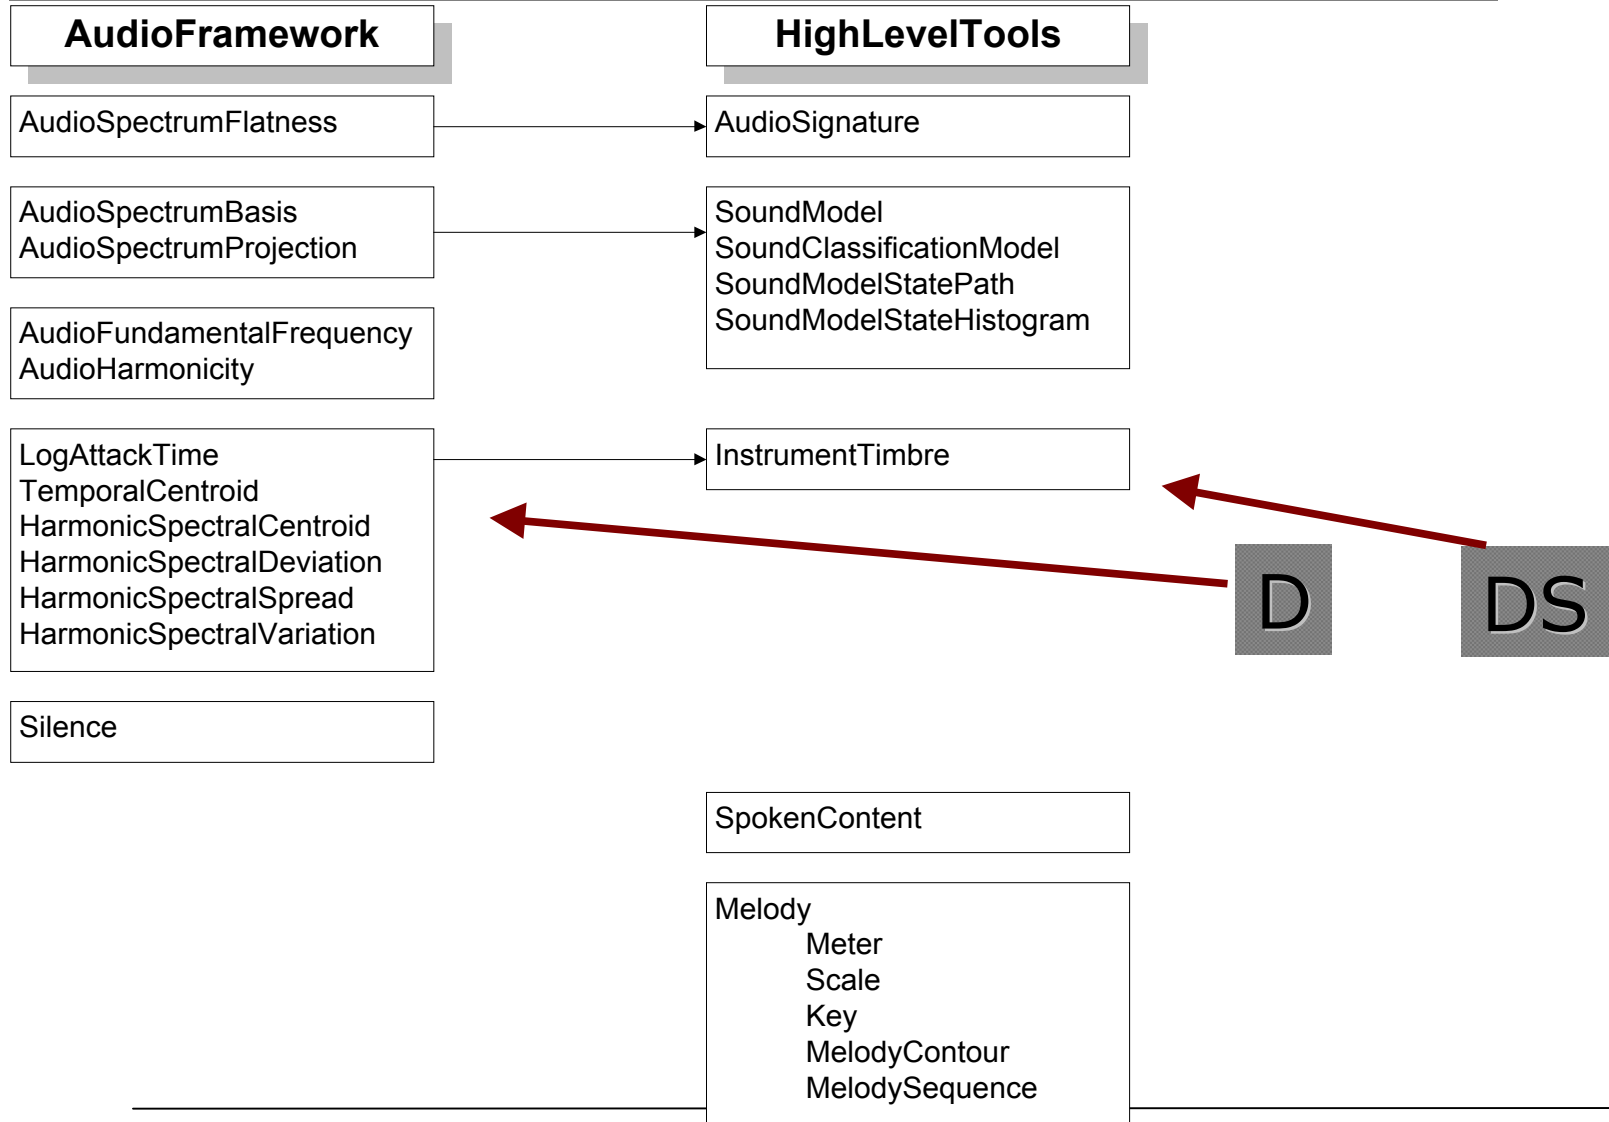 AudioFramework
HighLevelTools
AudioSpectrumFlatness
AudioSignature
AudioSpectrumBasis
AudioSpectrumProjection
SoundModel
SoundClassificationModel
SoundModelStatePath
SoundModelStateHistogram
AudioFundamentalFrequency
AudioHarmonicity
LogAttackTime
TemporalCentroid
HarmonicSpectralCentroid
HarmonicSpectralDeviation
HarmonicSpectralSpread
HarmonicSpectralVariation
InstrumentTimbre
D
DS
Silence
SpokenContent
Melody
Meter
Scale
Key
MelodyContour
MelodySequence